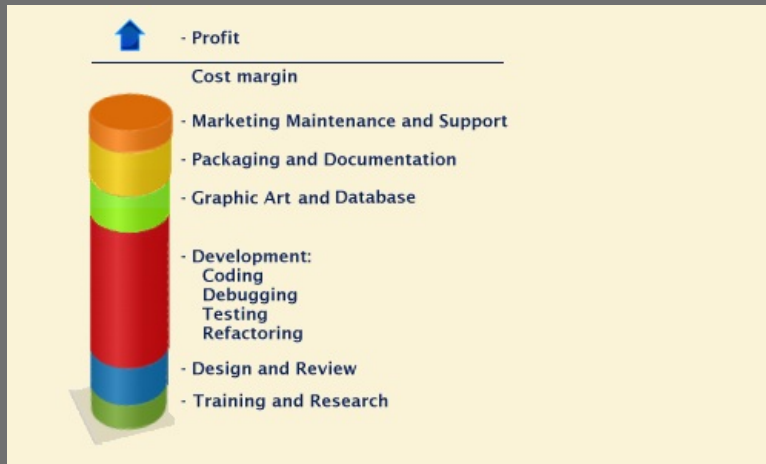 - Profit
Cost margin
- Marketing Maintenance and Support
- Packaging and Documentation
- Graphic Art and Database
- Development:
Coding
Debugging
Testing
Refactoring
- Design and Review
- Training and Research